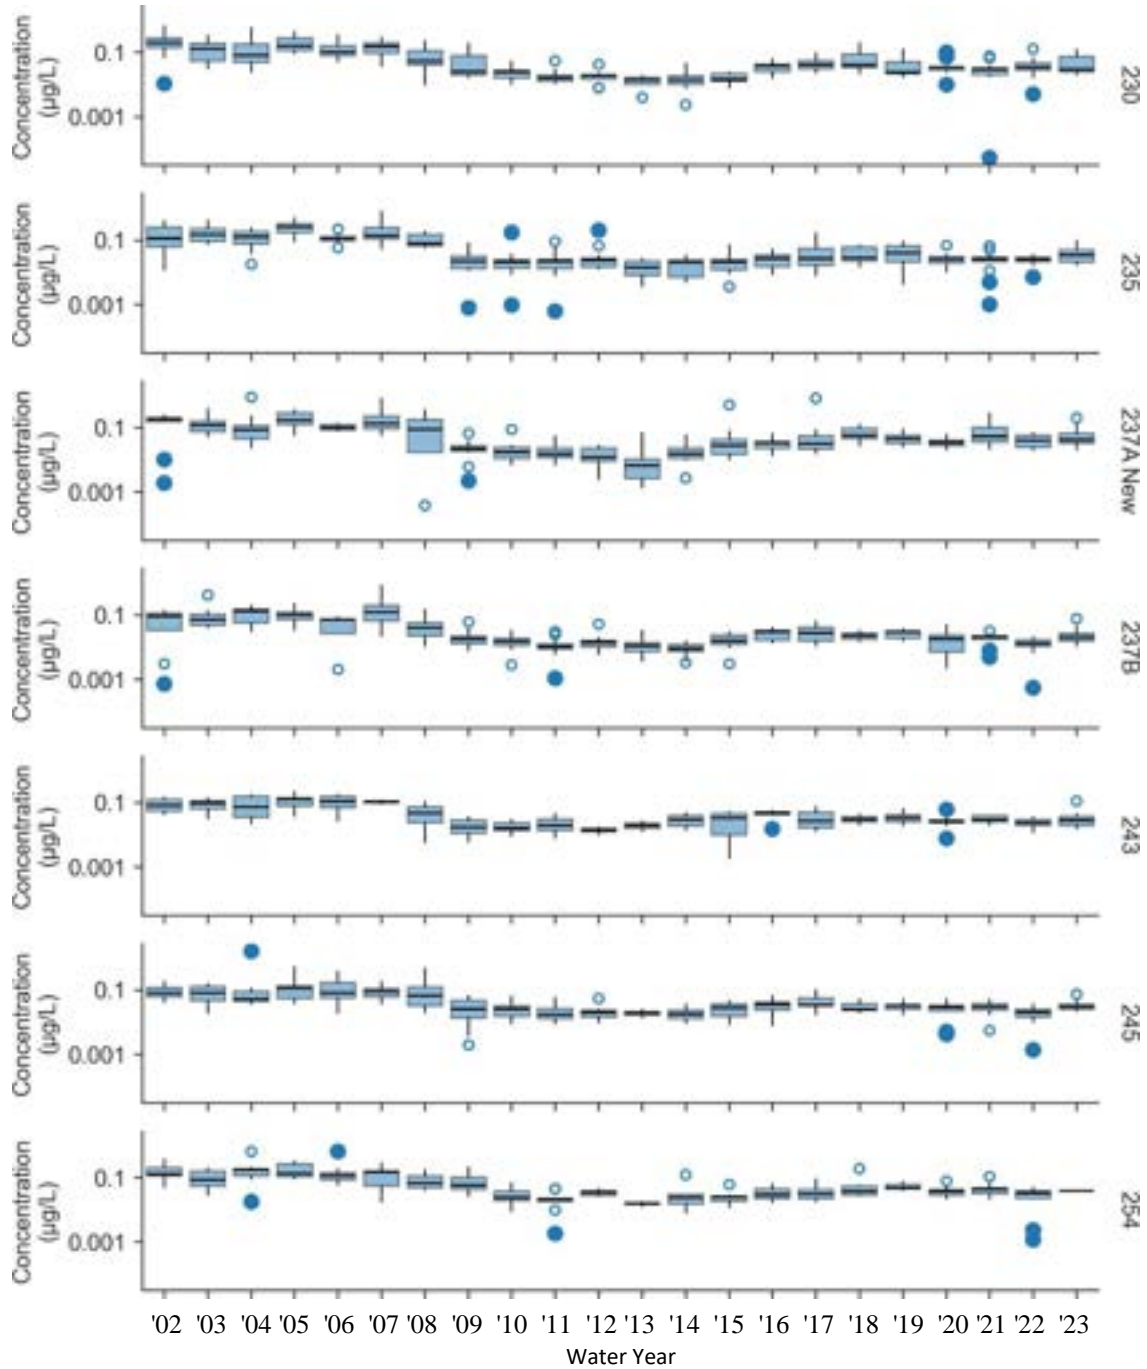 Concentration
(µg/L)
0.1
0.001
230
Concentration
(µg/L)
0.1
0.001
235
Concentration
(µg/L)
0.1
0.001
237A New
Concentration
(µg/L)
0.1
0.001
237B
Concentration
(µg/L)
0.1
0.001
243
Concentration
(µg/L)
0.1
0.001
245
Concentration
(µg/L)
0.1
0.001
254
'02 '03 '04 '05 '06 '07 '08 '09 '10 '11 '12 '13 '14 '15 '16 '17 '18 '19 '20 '21 '22 '23
Water Year